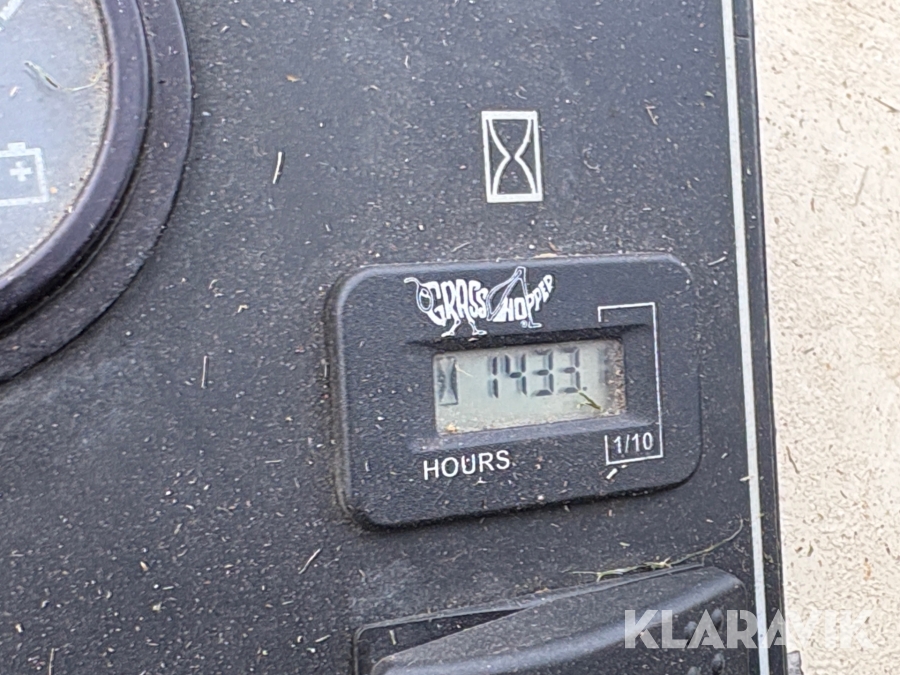 GRASSHOPPER
1433.
HOURS
1/10
KLARAVIK